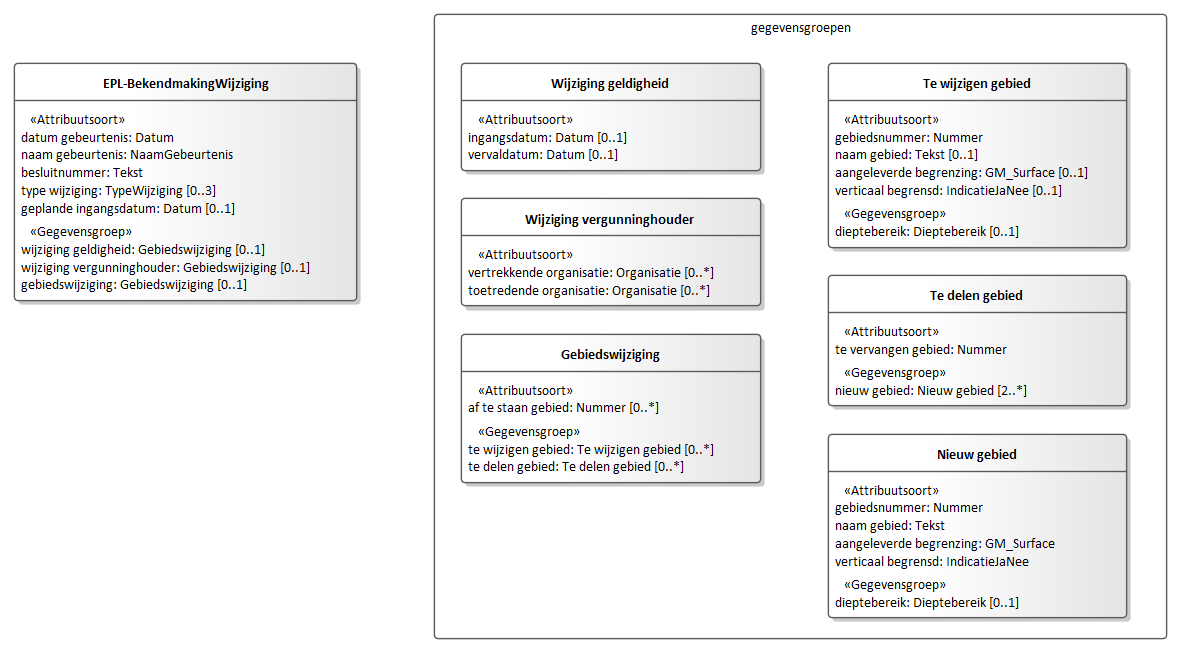 gegevensgroepen
EPL-BekendmakingWijziging
«Attribuutsoort»
datum gebeurtenis: Datum
naam gebeurtenis: NaamGebeurtenis
besluitnummer: Tekst
type wijziging: TypeWijziging [0..3]
geplande ingangsdatum: Datum [0..1]
«Gegevensgroep»
wijziging geldigheid: Gebiedswijziging [0..1]
wijziging vergunninghouder: Gebiedswijziging [0..1]
gebiedswijziging: Gebiedswijziging [0..1]
Wijziging geldigheid
«Attribuutsoort»
ingangsdatum: Datum [0..1]
vervaldatum: Datum [0..1]
Wijziging vergunninghouder
«Attribuutsoort»
vertrekkende organisatie: Organisatie [0..*]
toetredende organisatie: Organisatie [0..*]
Gebiedswijziging
«Attribuutsoort»
af te staan gebied: Nummer [0..*]
«Gegevensgroep»
te wijzigen gebied: Te wijzigen gebied [0..*]
te delen gebied: Te delen gebied [0..*]
Te wijzigen gebied
«Attribuutsoort»
gebiedsnummer: Nummer
naam gebied: Tekst [0..1]
aangeleverde begrenzing: GM_Surface [0..1]
verticaal begrensd: IndicatieJaNee [0..1]
«Gegevensgroep»
dieptebereik: Dieptebereik [0..1]
Te delen gebied
«Attribuutsoort»
te vervangen gebied: Nummer
«Gegevensgroep»
nieuw gebied: Nieuw gebied [2..*]
Nieuw gebied
«Attribuutsoort»
gebiedsnummer: Nummer
naam gebied: Tekst
aangeleverde begrenzing: GM_Surface
verticaal begrensd: IndicatieJaNee
«Gegevensgroep»
dieptebereik: Dieptebereik [0..1]